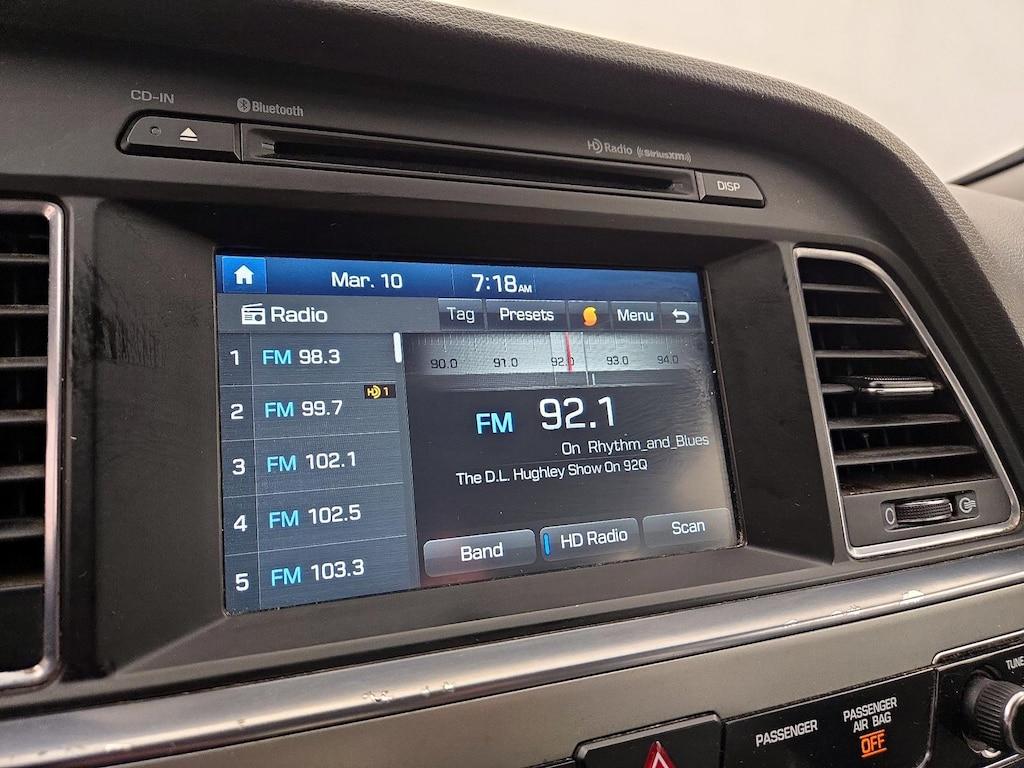 CD-IN
Bluetooth
HD Radio ((SiriusXM))
DISP
Mar. 10 7:18 AM
Radio Tag Presets Menu
1 FM 98.3
90.0 91.0 92.0 93.0 94.0
HD 1
2 FM 99.7
FM 92.1
On Rhythm_and_Blues
3 FM 102.1
The D.L. Hughley Show On 92Q
4 FM 102.5
Band HD Radio Scan
5 FM 103.3
TUNE
PASSENGER
PASSENGER
AIR BAG
OFF